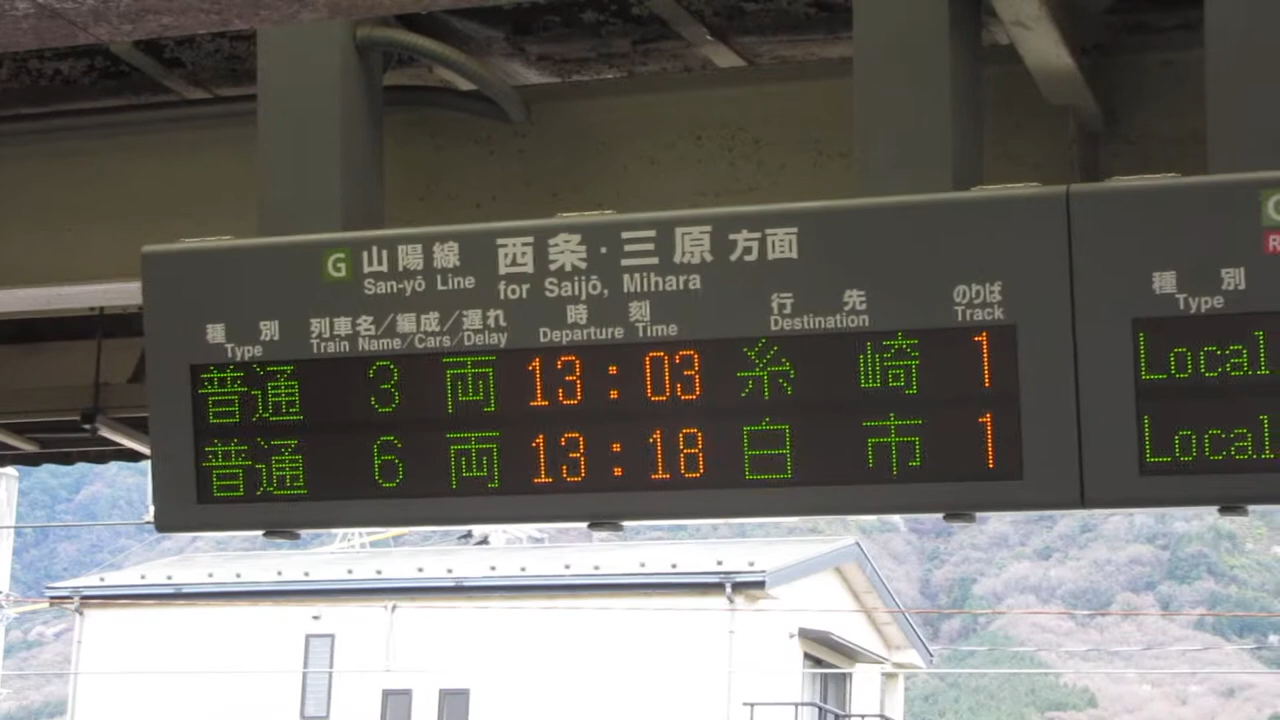 G 山陽線 西条・三原 方面
San-yō Line for Saijō, Mihara
種別 列車名／編成／遅れ 時刻 行先 のりば
Type Train Name/Cars/Delay Departure Time Destination Track
普通 3両 13:03 糸崎 1
普通 6両 13:18 白市 1
種別
Type
Local
Local